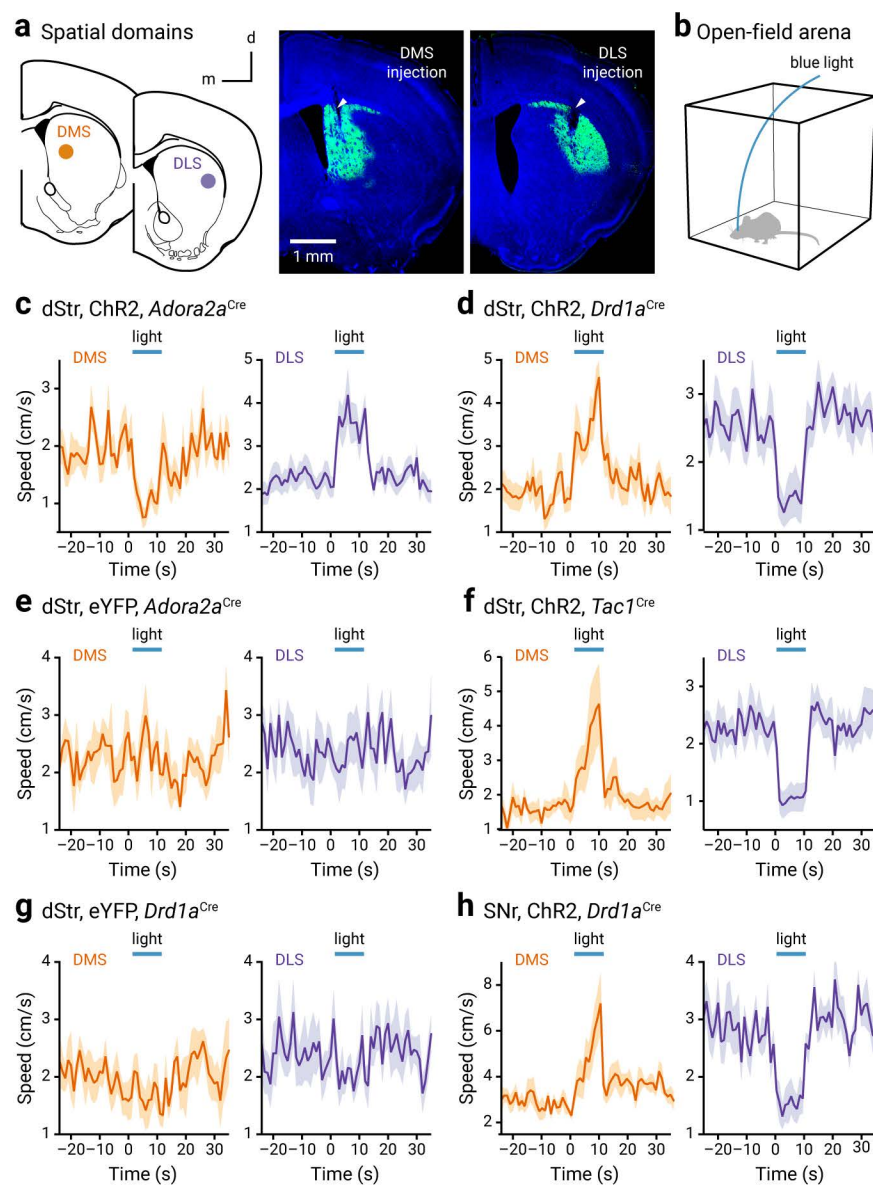 a Spatial domains
d
m
DMS
DLS
DMS
injection
DLS
injection
1 mm
b Open-field arena
blue light
c dStr, ChR2, Adora2aCre
light
DMS
Speed (cm/s)
3
2
1
−20 −10 0 10 20 30
Time (s)
light
DLS
5
4
3
2
1
−20 −10 0 10 20 30
Time (s)
d dStr, ChR2, Drd1aCre
light
DMS
Speed (cm/s)
5
4
3
2
1
−20 −10 0 10 20 30
Time (s)
light
DLS
3
2
1
−20 −10 0 10 20 30
Time (s)
e dStr, eYFP, Adora2aCre
light
DMS
Speed (cm/s)
4
3
2
1
−20 −10 0 10 20 30
Time (s)
light
DLS
4
3
2
1
−20 −10 0 10 20 30
Time (s)
f dStr, ChR2, Tac1Cre
light
DMS
Speed (cm/s)
6
5
4
3
2
1
−20 −10 0 10 20 30
Time (s)
light
DLS
3
2
1
−20 −10 0 10 20 30
Time (s)
g dStr, eYFP, Drd1aCre
light
DMS
Speed (cm/s)
4
3
2
1
−20 −10 0 10 20 30
Time (s)
light
DLS
4
3
2
1
−20 −10 0 10 20 30
Time (s)
h SNr, ChR2, Drd1aCre
light
DMS
Speed (cm/s)
8
6
4
2
−20 −10 0 10 20 30
Time (s)
light
DLS
4
3
2
1
−20 −10 0 10 20 30
Time (s)